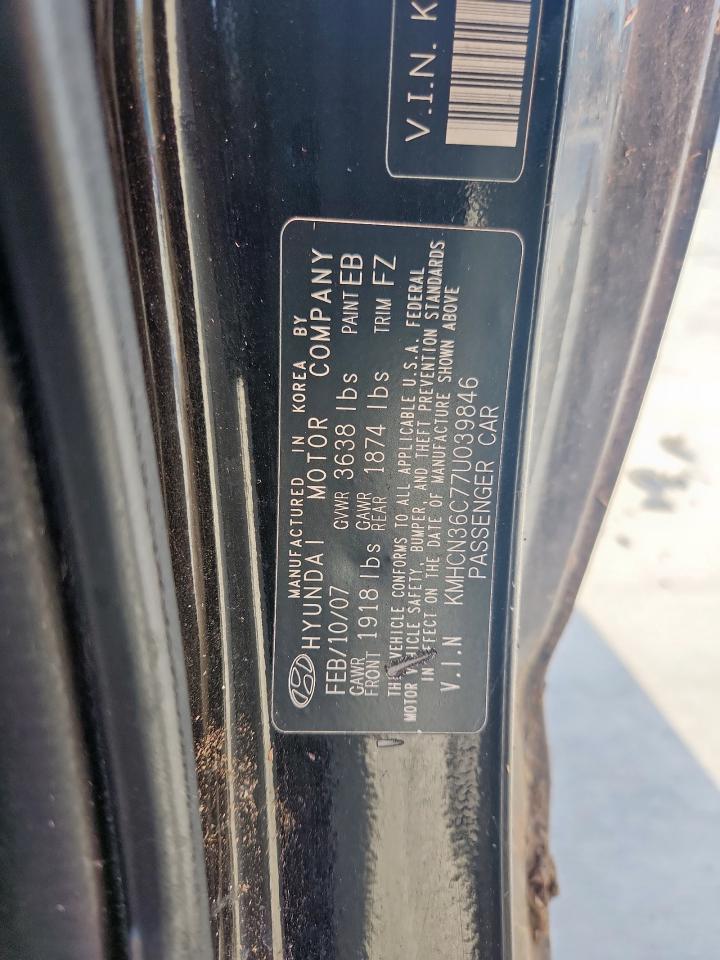 MANUFACTURED IN KOREA BY
HYUNDAI MOTOR COMPANY
FEB/10/07 GVWR 3638 lbs PAINT EB
GAWR FRONT 1918 lbs GAWR REAR 1874 lbs TRIM FZ
THIS VEHICLE CONFORMS TO ALL APPLICABLE U.S.A. FEDERAL
MOTOR VEHICLE SAFETY, BUMPER, AND THEFT PREVENTION STANDARDS
IN EFFECT ON THE DATE OF MANUFACTURE SHOWN ABOVE
V.I.N KMHCN36C77U039846
PASSENGER CAR
V.I.N. K